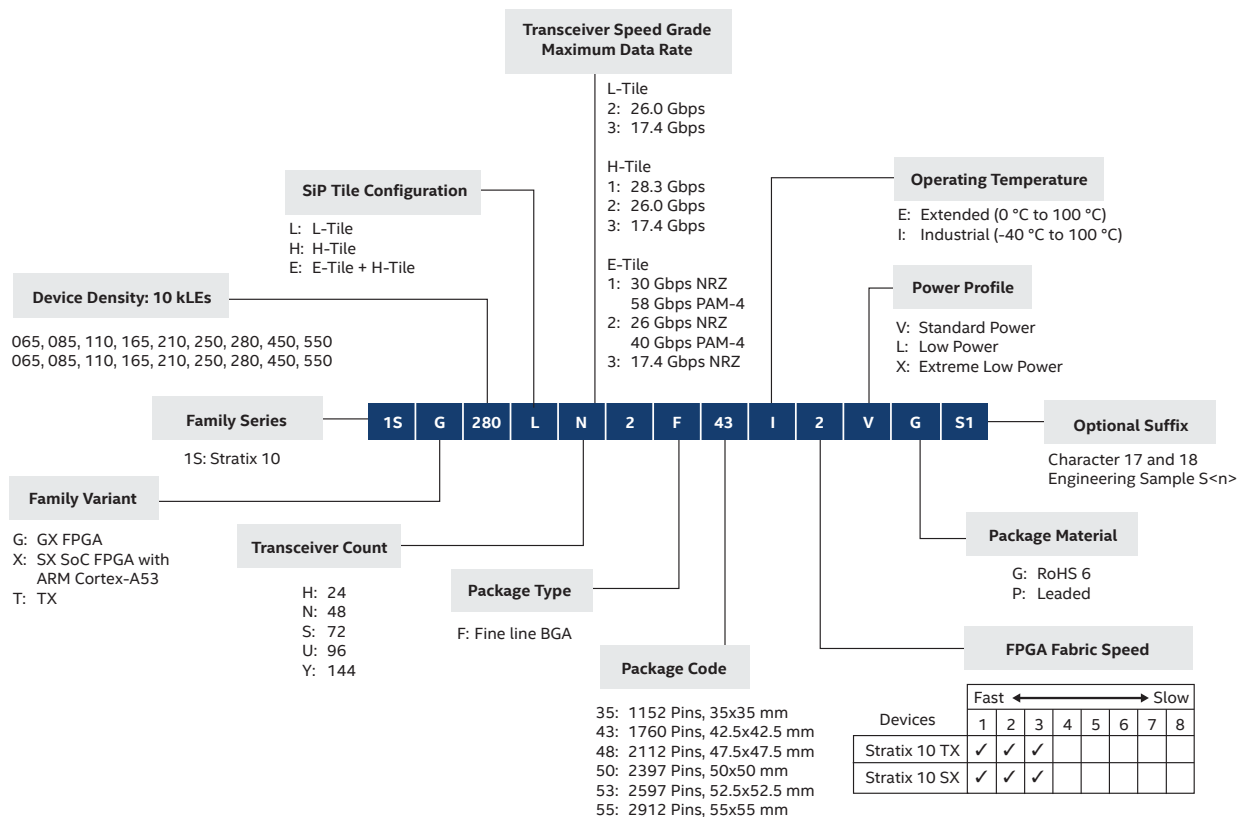 Transceiver Speed Grade
Maximum Data Rate
L-Tile
2: 26.0 Gbps
3: 17.4 Gbps
H-Tile
1: 28.3 Gbps
2: 26.0 Gbps
3: 17.4 Gbps
E-Tile
1: 30 Gbps NRZ
58 Gbps PAM-4
2: 26 Gbps NRZ
40 Gbps PAM-4
3: 17.4 Gbps NRZ
SiP Tile Configuration
L: L-Tile
H: H-Tile
E: E-Tile + H-Tile
Operating Temperature
E: Extended (0 °C to 100 °C)
I: Industrial (-40 °C to 100 °C)
Device Density: 10 kLEs
065, 085, 110, 165, 210, 250, 280, 450, 550
065, 085, 110, 165, 210, 250, 280, 450, 550
Power Profile
V: Standard Power
L: Low Power
X: Extreme Low Power
Family Series
1S: Stratix 10
1S G 280 L N 2 F 43 I 2 V G S1
Optional Suffix
Character 17 and 18
Engineering Sample S<n>
Family Variant
G: GX FPGA
X: SX SoC FPGA with
ARM Cortex-A53
T: TX
Transceiver Count
H: 24
N: 48
S: 72
U: 96
Y: 144
Package Type
F: Fine line BGA
Package Code
35: 1152 Pins, 35x35 mm
43: 1760 Pins, 42.5x42.5 mm
48: 2112 Pins, 47.5x47.5 mm
50: 2397 Pins, 50x50 mm
53: 2597 Pins, 52.5x52.5 mm
55: 2912 Pins, 55x55 mm
Package Material
G: RoHS 6
P: Leaded
FPGA Fabric Speed
Fast Slow
Devices 1 2 3 4 5 6 7 8
Stratix 10 TX ✓ ✓ ✓
Stratix 10 SX ✓ ✓ ✓